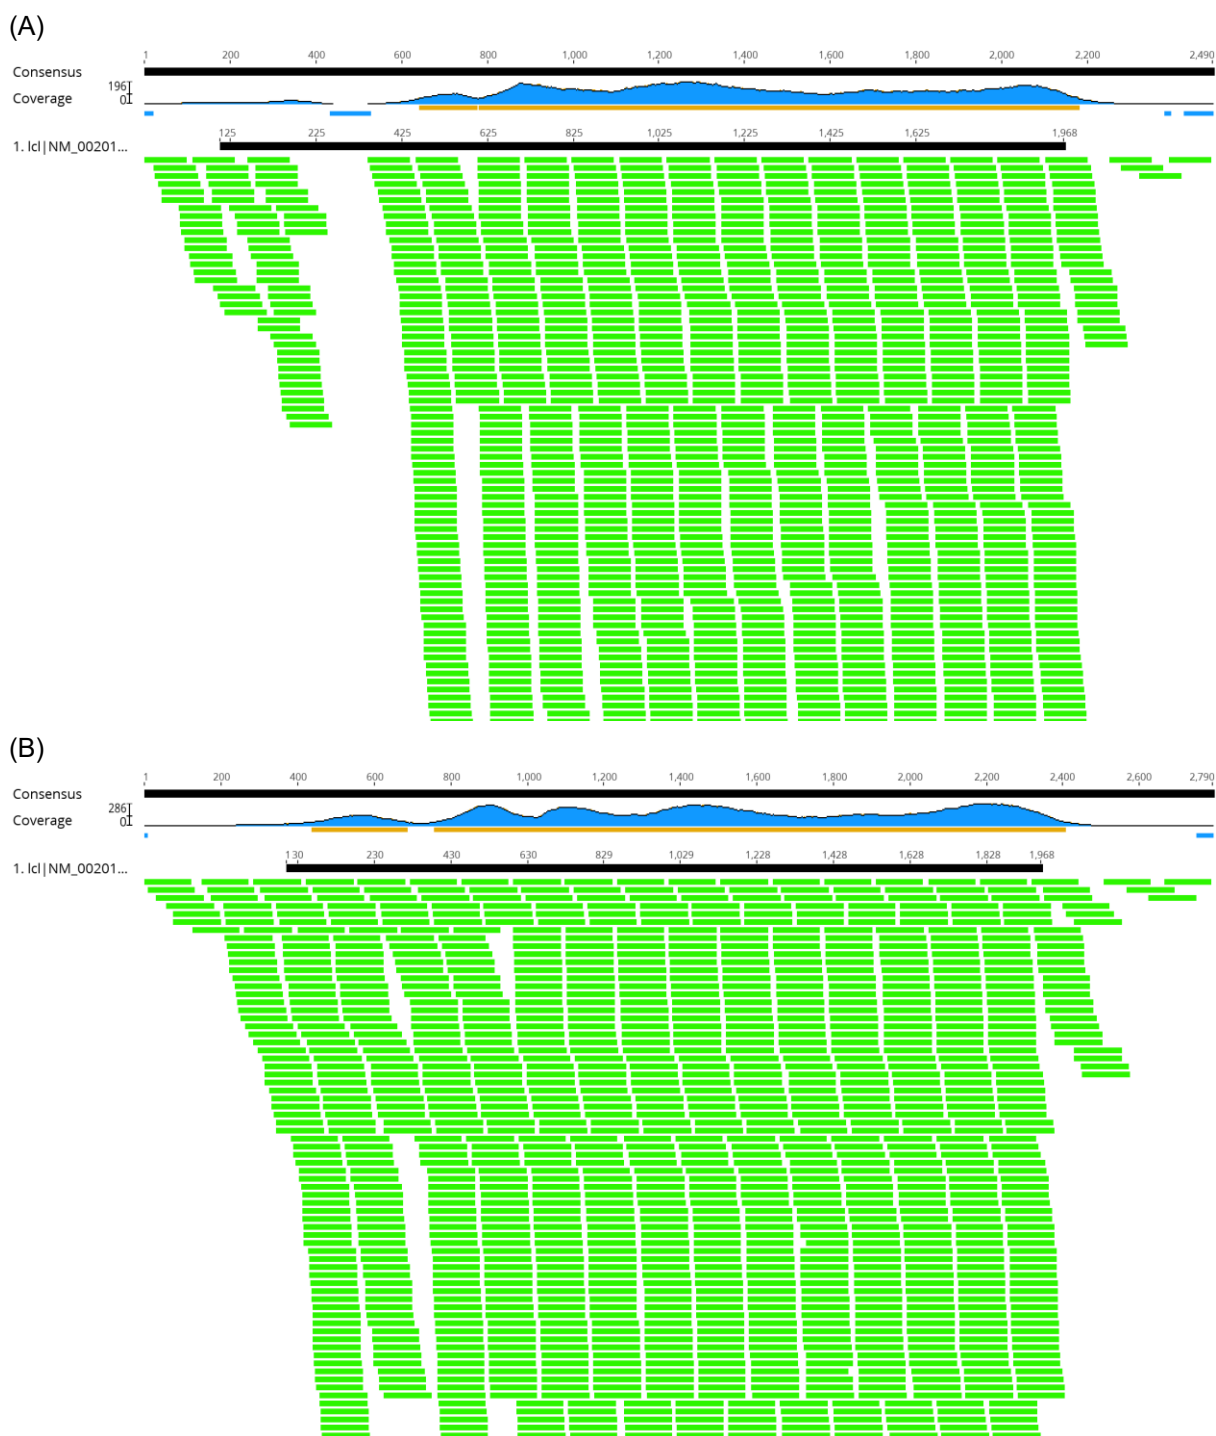 (A)
1 200 400 600 800 1,000 1,200 1,400 1,600 1,800 2,000 2,200 2,490
Consensus
196
Coverage 0
125 225 425 625 825 1,025 1,225 1,425 1,625 1,968
1. lcl|NM_00201...
(B)
1 200 400 600 800 1,000 1,200 1,400 1,600 1,800 2,000 2,200 2,400 2,600 2,790
Consensus
286
Coverage 0
130 230 430 630 829 1,029 1,228 1,428 1,628 1,828 1,968
1. lcl|NM_00201...